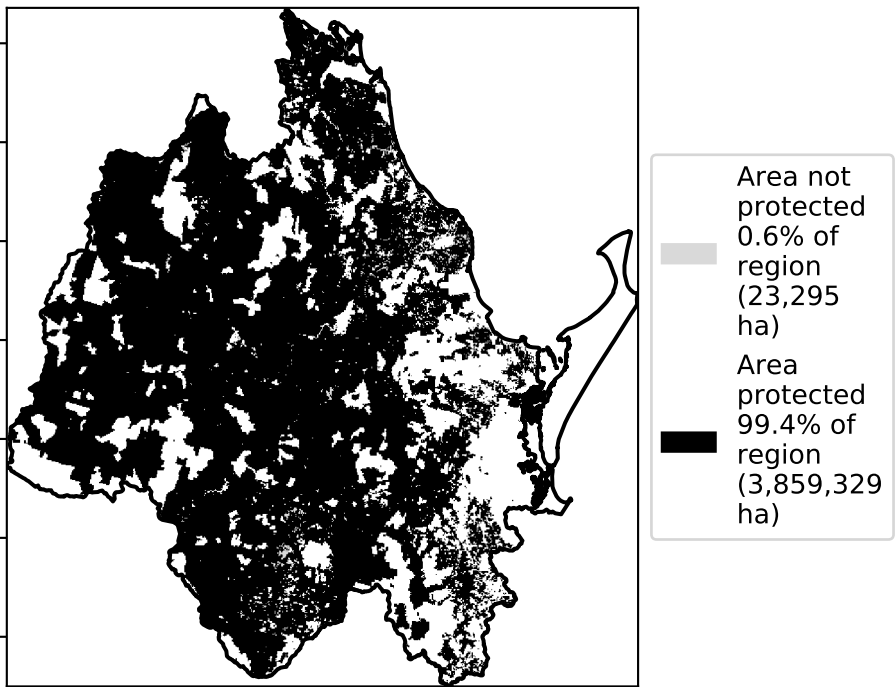 Area not
protected
0.6% of
region
(23,295
ha)
Area
protected
99.4% of
region
(3,859,329
ha)